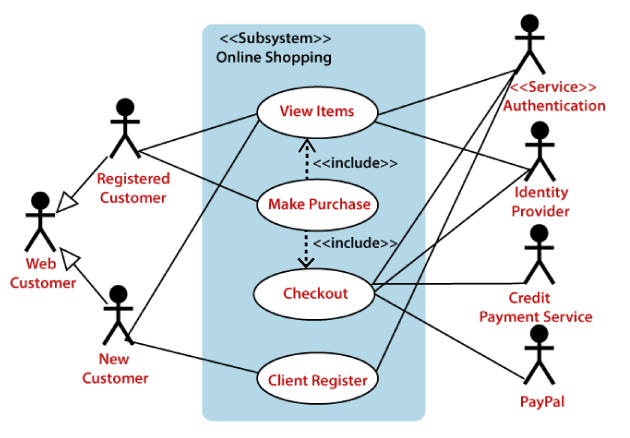 <<Subsystem>>
Online Shopping
<<Service>>
Authentication
View Items
<<include>>
Registered
Customer
Make Purchase
Identity
Provider
<<include>>
Web
Customer
Checkout
Credit
Payment Service
New
Customer
Client Register
PayPal